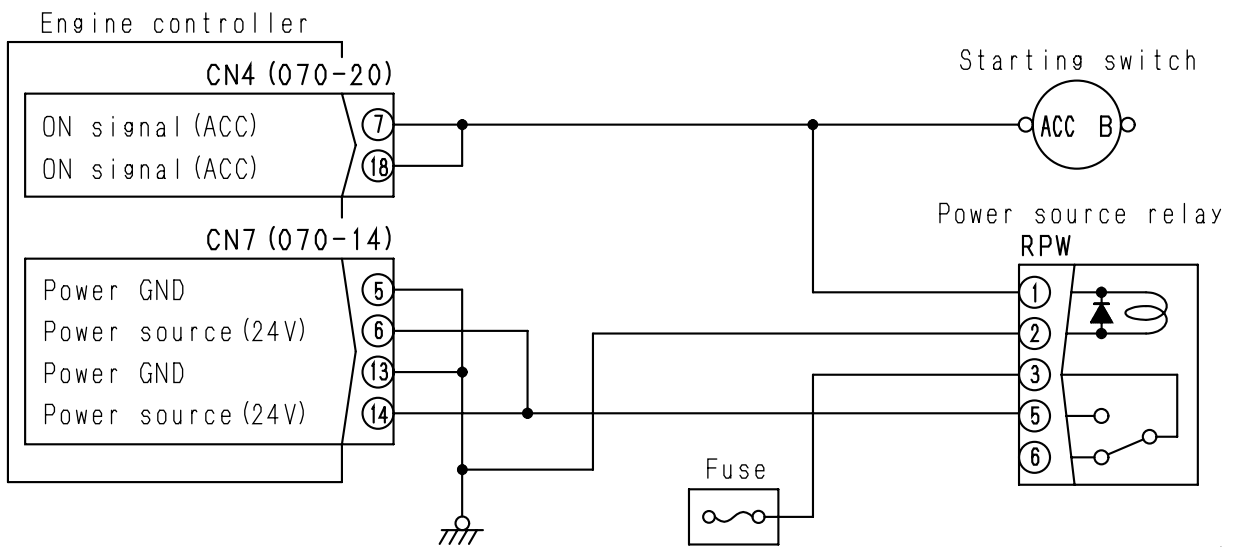 Engine controller
CN4 (070-20)
ON signal (ACC) 7
ON signal (ACC) 18
CN7 (070-14)
Power GND 5
Power source (24V) 6
Power GND 13
Power source (24V) 14
Starting switch
ACC B
Power source relay
RPW
1
2
3
5
6
Fuse